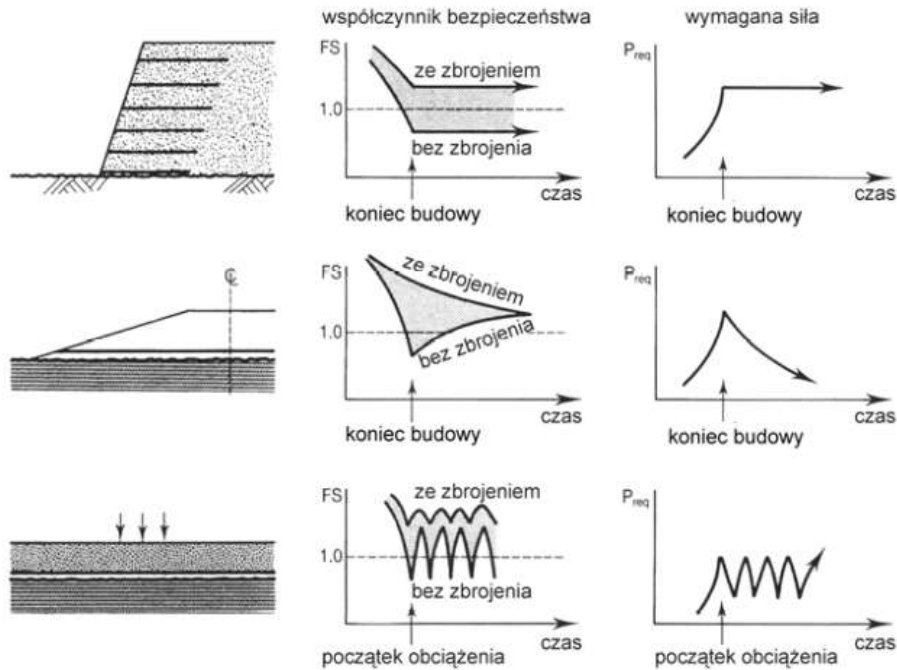 współczynnik bezpieczeństwa
wymagana siła
FS
ze zbrojeniem
1.0
bez zbrojenia
czas
koniec budowy
Preq
czas
koniec budowy
℄
FS
ze zbrojeniem
1.0
bez zbrojenia
czas
koniec budowy
Preq
czas
koniec budowy
FS
ze zbrojeniem
1.0
bez zbrojenia
czas
początek obciążenia
Preq
czas
początek obciążenia